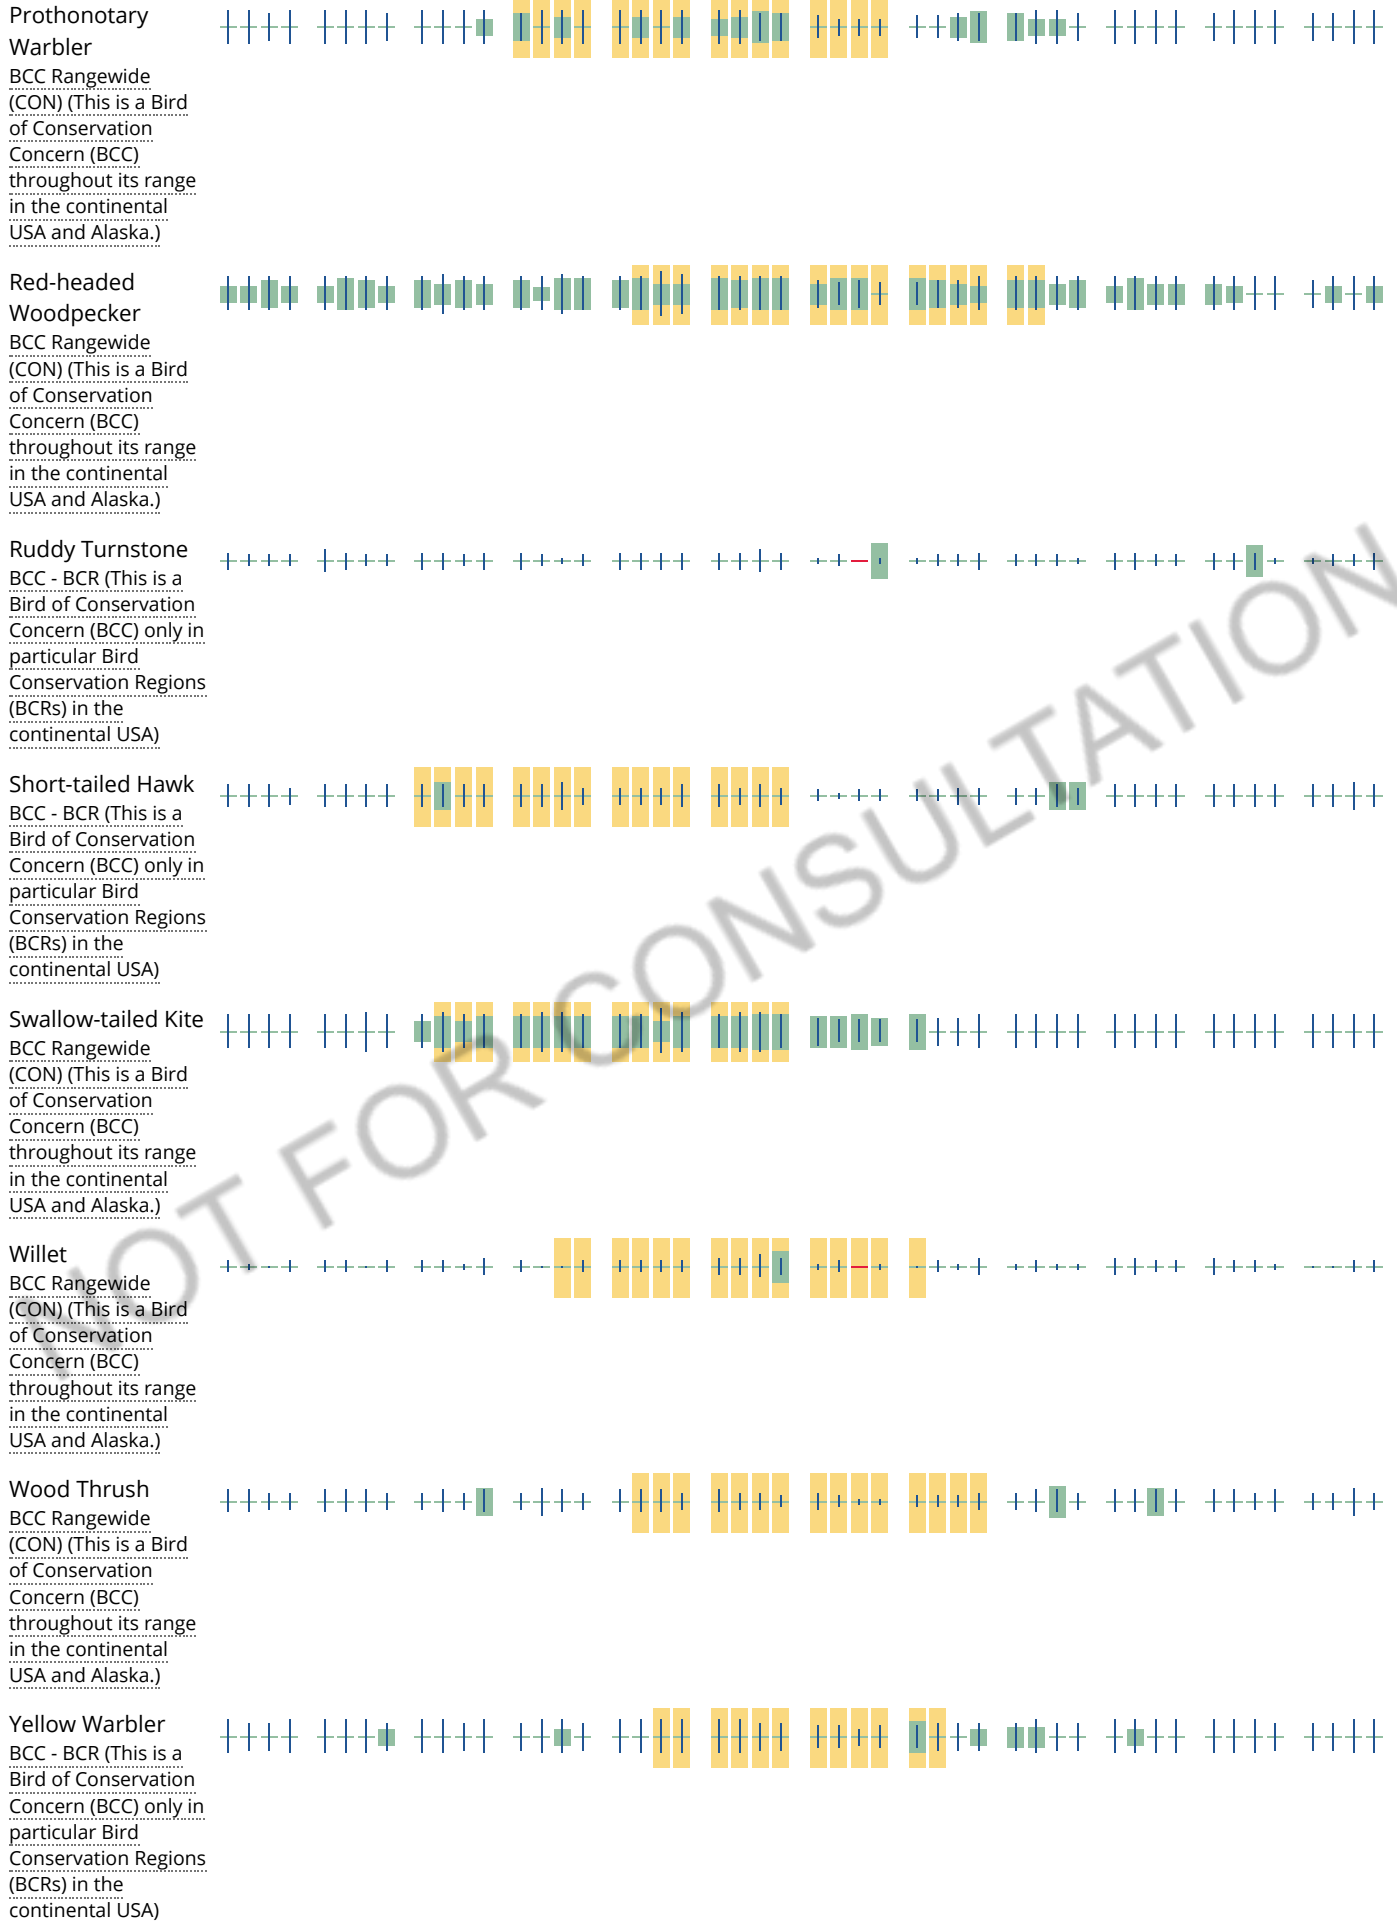 Prothonotary
Warbler
BCC Rangewide
(CON) (This is a Bird
of Conservation
Concern (BCC)
throughout its range
in the continental
USA and Alaska.)
Red-headed
Woodpecker
BCC Rangewide
(CON) (This is a Bird
of Conservation
Concern (BCC)
throughout its range
in the continental
USA and Alaska.)
Ruddy Turnstone
BCC - BCR (This is a
Bird of Conservation
Concern (BCC) only in
particular Bird
Conservation Regions
(BCRs) in the
continental USA)
Short-tailed Hawk
BCC - BCR (This is a
Bird of Conservation
Concern (BCC) only in
particular Bird
Conservation Regions
(BCRs) in the
continental USA)
Swallow-tailed Kite
BCC Rangewide
(CON) (This is a Bird
of Conservation
Concern (BCC)
throughout its range
in the continental
USA and Alaska.)
Willet
BCC Rangewide
(CON) (This is a Bird
of Conservation
Concern (BCC)
throughout its range
in the continental
USA and Alaska.)
Wood Thrush
BCC Rangewide
(CON) (This is a Bird
of Conservation
Concern (BCC)
throughout its range
in the continental
USA and Alaska.)
Yellow Warbler
BCC - BCR (This is a
Bird of Conservation
Concern (BCC) only in
particular Bird
Conservation Regions
(BCRs) in the
continental USA)
NOT FOR CONSULTATION